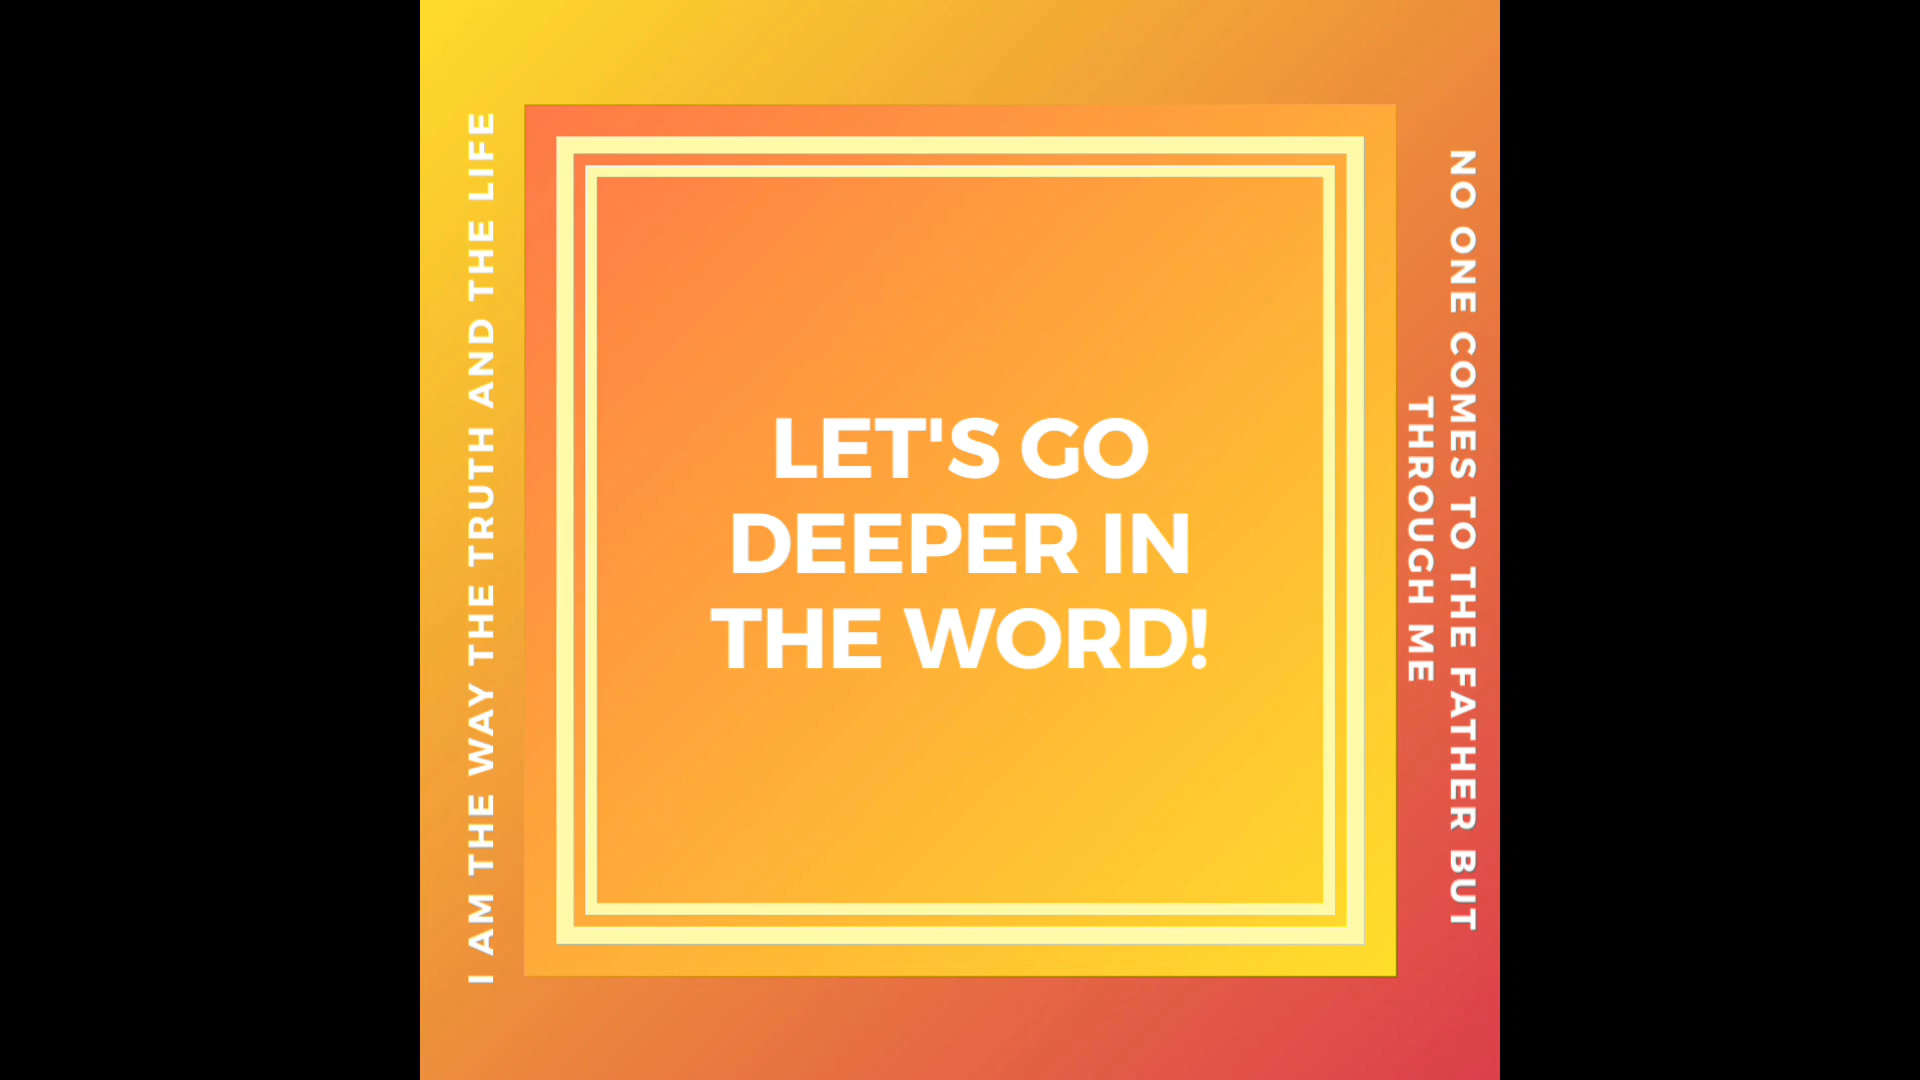 I AM THE WAY THE TRUTH AND THE LIFE
LET'S GO
DEEPER IN
THE WORD!
NO ONE COMES TO THE FATHER BUT
THROUGH ME